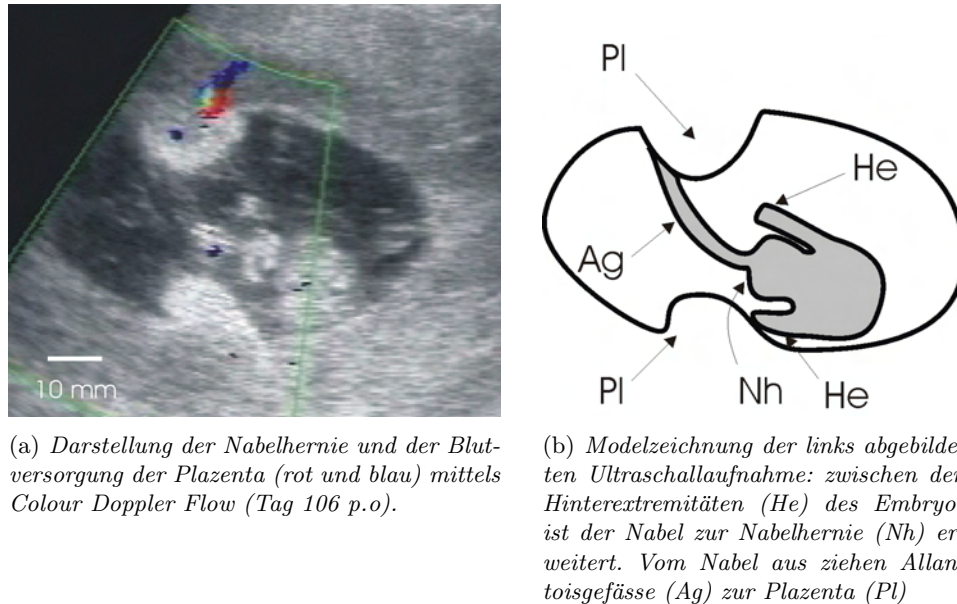 10 mm
Pl
He
Ag
Pl
Nh
He
(a) Darstellung der Nabelhernie und der Blut-
versorgung der Plazenta (rot und blau) mittels
Colour Doppler Flow (Tag 106 p.o).
(b) Modelzeichnung der links abgebilde
ten Ultraschallaufnahme: zwischen der
Hinterextremitäten (He) des Embryo
ist der Nabel zur Nabelhernie (Nh) er
weitert. Vom Nabel aus ziehen Allan
toisgefässe (Ag) zur Plazenta (Pl)